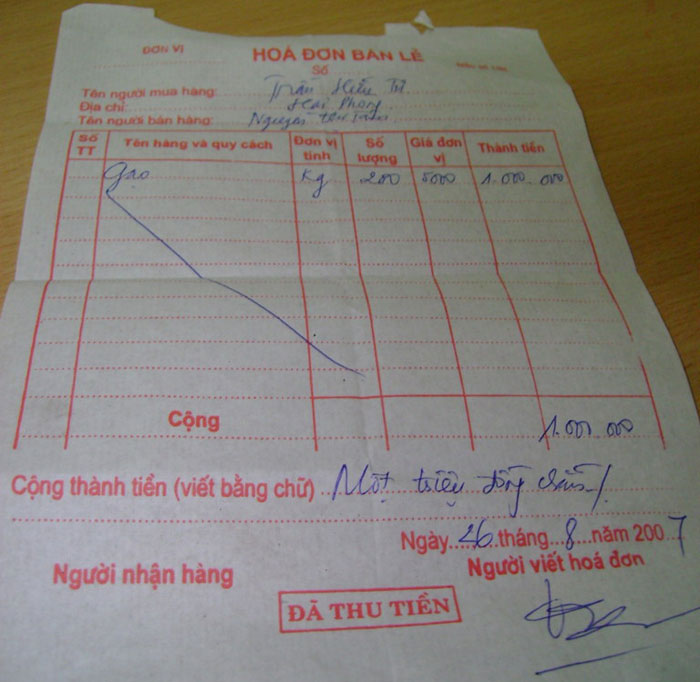 ĐƠN VỊ
HOÁ ĐƠN BÁN LẺ
Số
Tên người mua hàng: Trần Hữu
Địa chỉ: Hải Phòng
Tên người bán hàng: Nguyễn
Số TT Tên hàng và quy cách Đơn vị tính Số lượng Giá đơn vị Thành tiền
Gạo Kg 200 5000 1.000.000
Cộng 1.000.000
Cộng thành tiền (viết bằng chữ) Một triệu đồng chẵn/
Ngày 26 tháng 8 năm 2007
Người nhận hàng Người viết hoá đơn
ĐÃ THU TIỀN